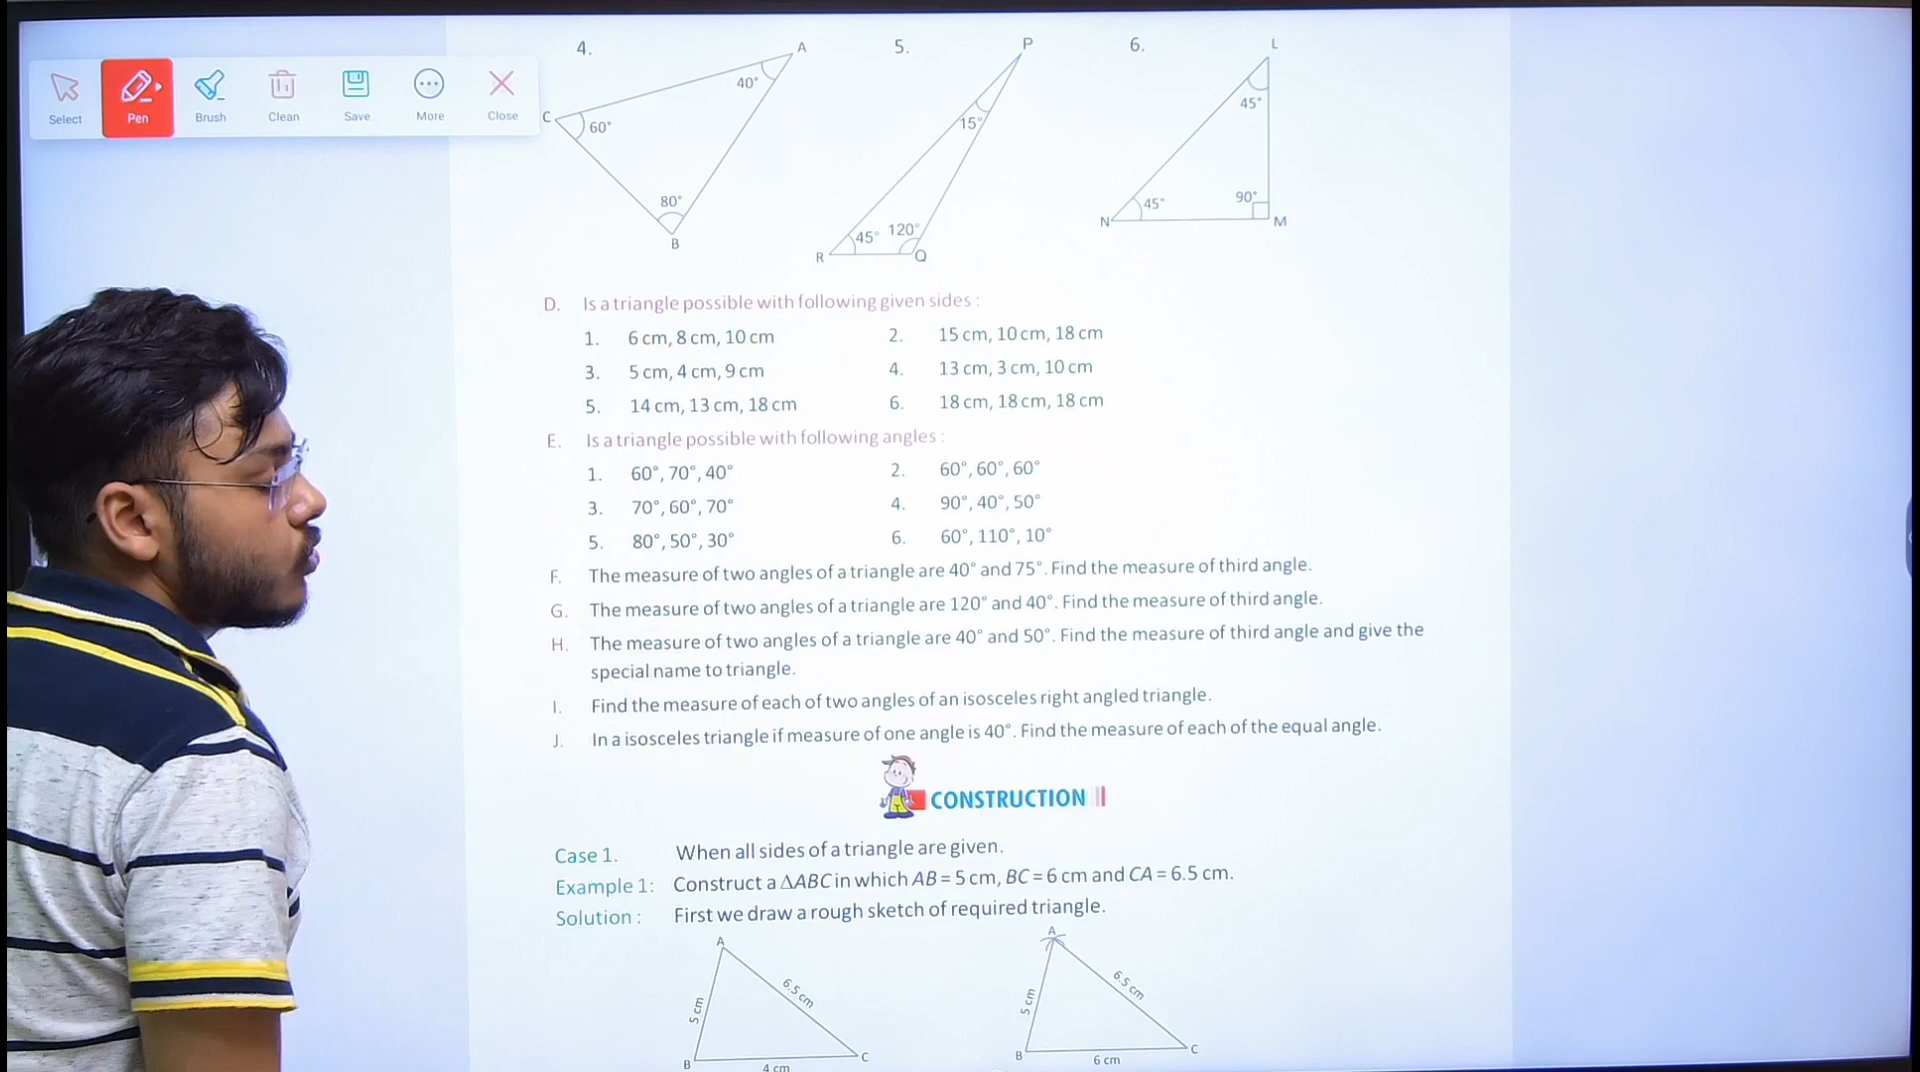 Select
Pen
Brush
Clean
Save
More
Close
4.
A
40°
C
60°
80°
B
5.
P
15°
45°
120°
R
Q
6.
L
45°
45°
90°
N
M
D. Is a triangle possible with following given sides :
1. 6 cm, 8 cm, 10 cm 2. 15 cm, 10 cm, 18 cm
3. 5 cm, 4 cm, 9 cm 4. 13 cm, 3 cm, 10 cm
5. 14 cm, 13 cm, 18 cm 6. 18 cm, 18 cm, 18 cm
E. Is a triangle possible with following angles :
1. 60°, 70°, 40° 2. 60°, 60°, 60°
3. 70°, 60°, 70° 4. 90°, 40°, 50°
5. 80°, 50°, 30° 6. 60°, 110°, 10°
F. The measure of two angles of a triangle are 40° and 75°. Find the measure of third angle.
G. The measure of two angles of a triangle are 120° and 40°. Find the measure of third angle.
H. The measure of two angles of a triangle are 40° and 50°. Find the measure of third angle and give the
special name to triangle.
I. Find the measure of each of two angles of an isosceles right angled triangle.
J. In a isosceles triangle if measure of one angle is 40°. Find the measure of each of the equal angle.
CONSTRUCTION
Case 1. When all sides of a triangle are given.
Example 1: Construct a ΔABC in which AB = 5 cm, BC = 6 cm and CA = 6.5 cm.
Solution : First we draw a rough sketch of required triangle.
A
5 cm
6.5 cm
B
C
4 cm
A
5 cm
6.5 cm
B
C
6 cm